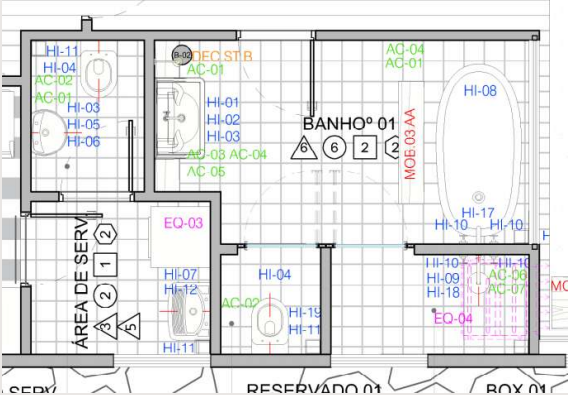 HI-11
HI-04
AC-02
AC-01
HI-03
HI-05
HI-06
B-02
DEC ST B
AC-01
HI-01
HI-02
HI-03
AC-03 AC-04
AC-05
AC-04
AC-01
BANHOº 01
6
6
2
2
MOB.03 AA
HI-08
HI-17
HI-10
HI-10
ÁREA DE SERV
2
1
2
3
5
EQ-03
HI-07
HI-12
HI-11
HI-04
AC-02
HI-19
HI-11
HI-10
HI-09
HI-18
EQ-04
HI-10
AC-06
AC-07
SERV
RESERVADO 01
BOX 01